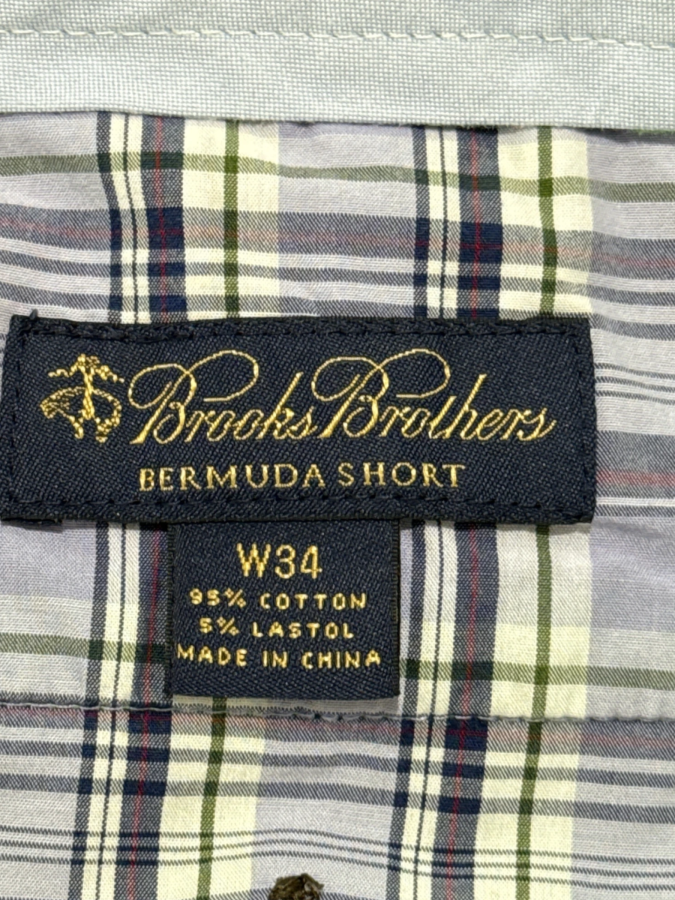 Brooks Brothers
BERMUDA SHORT
W34
95% COTTON
5% LASTOL
MADE IN CHINA